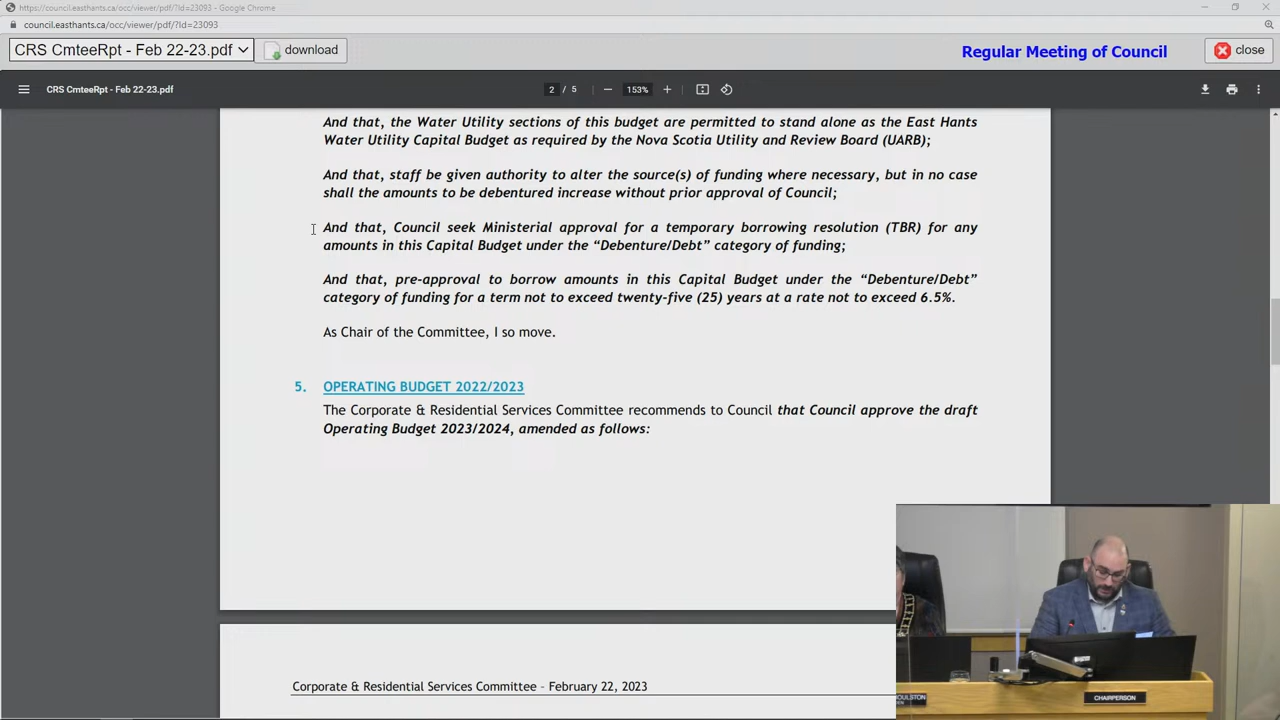 https://council.easthants.ca/occ/viewer/pdf/?Id=23093 - Google Chrome
council.easthants.ca/occ/viewer/pdf/?Id=23093
CRS CmteeRpt - Feb 22-23.pdf
download
Regular Meeting of Council
close
CRS CmteeRpt - Feb 22-23.pdf
2 / 5
153%
And that, the Water Utility sections of this budget are permitted to stand alone as the East Hants
Water Utility Capital Budget as required by the Nova Scotia Utility and Review Board (UARB);
And that, staff be given authority to alter the source(s) of funding where necessary, but in no case
shall the amounts to be debentured increase without prior approval of Council;
And that, Council seek Ministerial approval for a temporary borrowing resolution (TBR) for any
amounts in this Capital Budget under the “Debenture/Debt” category of funding;
And that, pre-approval to borrow amounts in this Capital Budget under the “Debenture/Debt”
category of funding for a term not to exceed twenty-five (25) years at a rate not to exceed 6.5%.
As Chair of the Committee, I so move.
5. OPERATING BUDGET 2022/2023
The Corporate & Residential Services Committee recommends to Council that Council approve the draft
Operating Budget 2023/2024, amended as follows:
Corporate & Residential Services Committee – February 22, 2023
CHAIRPERSON